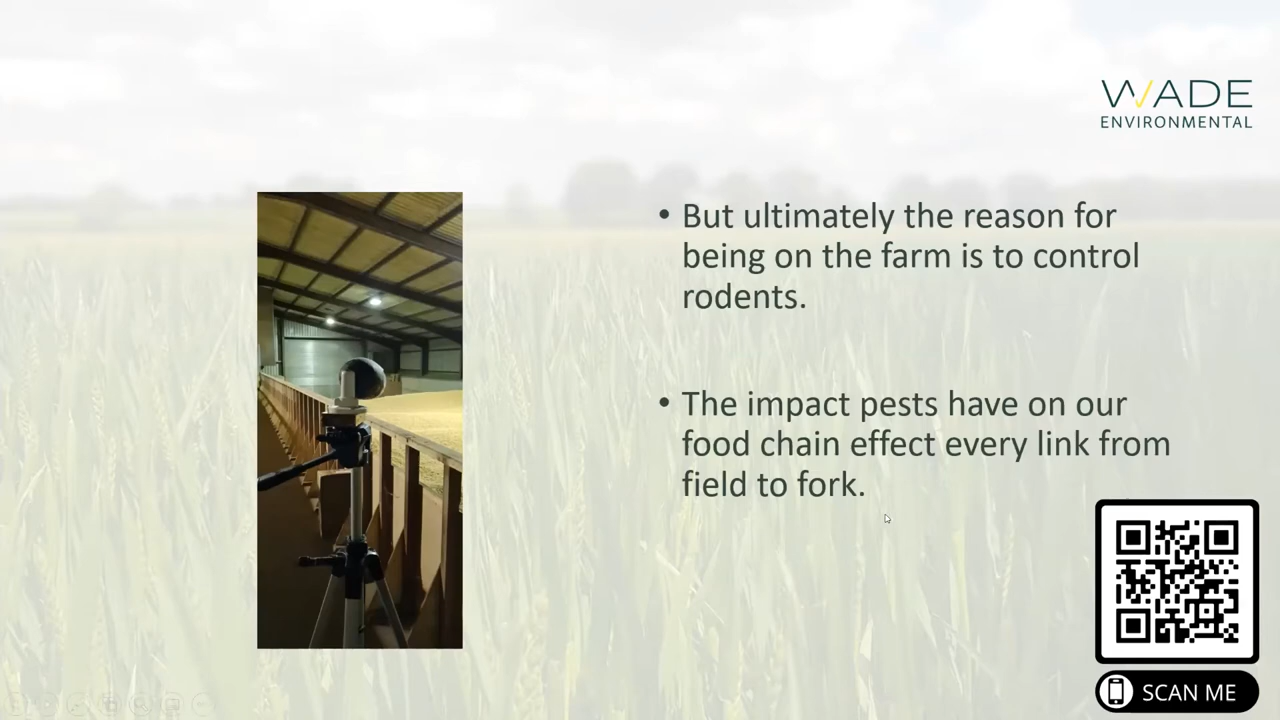 WADE
ENVIRONMENTAL
• But ultimately the reason for
being on the farm is to control
rodents.
• The impact pests have on our
food chain effect every link from
field to fork.
SCAN ME